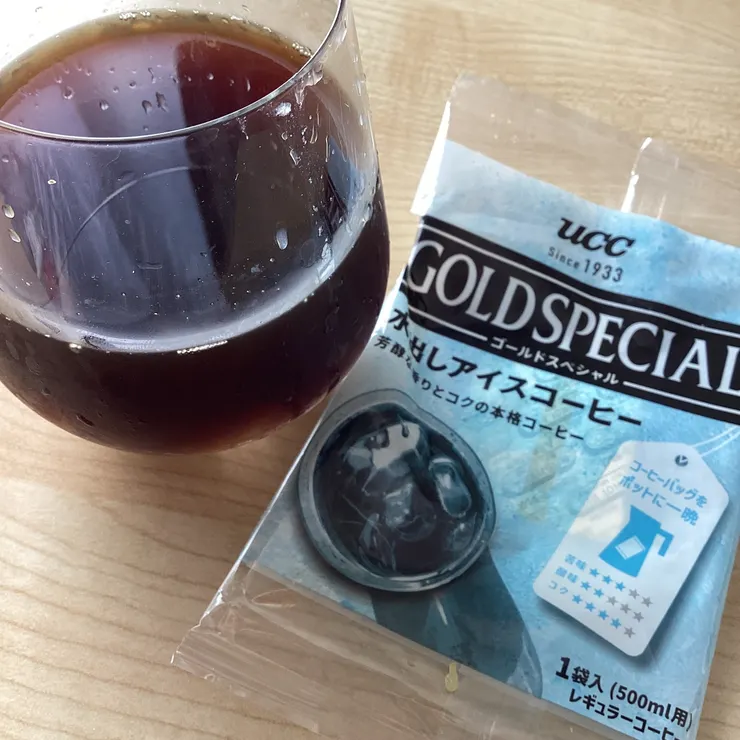 ucc
Since 1933
GOLD SPECIAL
ゴールドスペシャル
水出しアイスコーヒー
芳醇な香りとコクの本格コーヒー
コーヒーバッグを
ポットに一晩
苦味 ★★★★★
酸味 ★★★★★
コク ★★★★★
1袋入 (500ml用)
レギュラーコーヒー